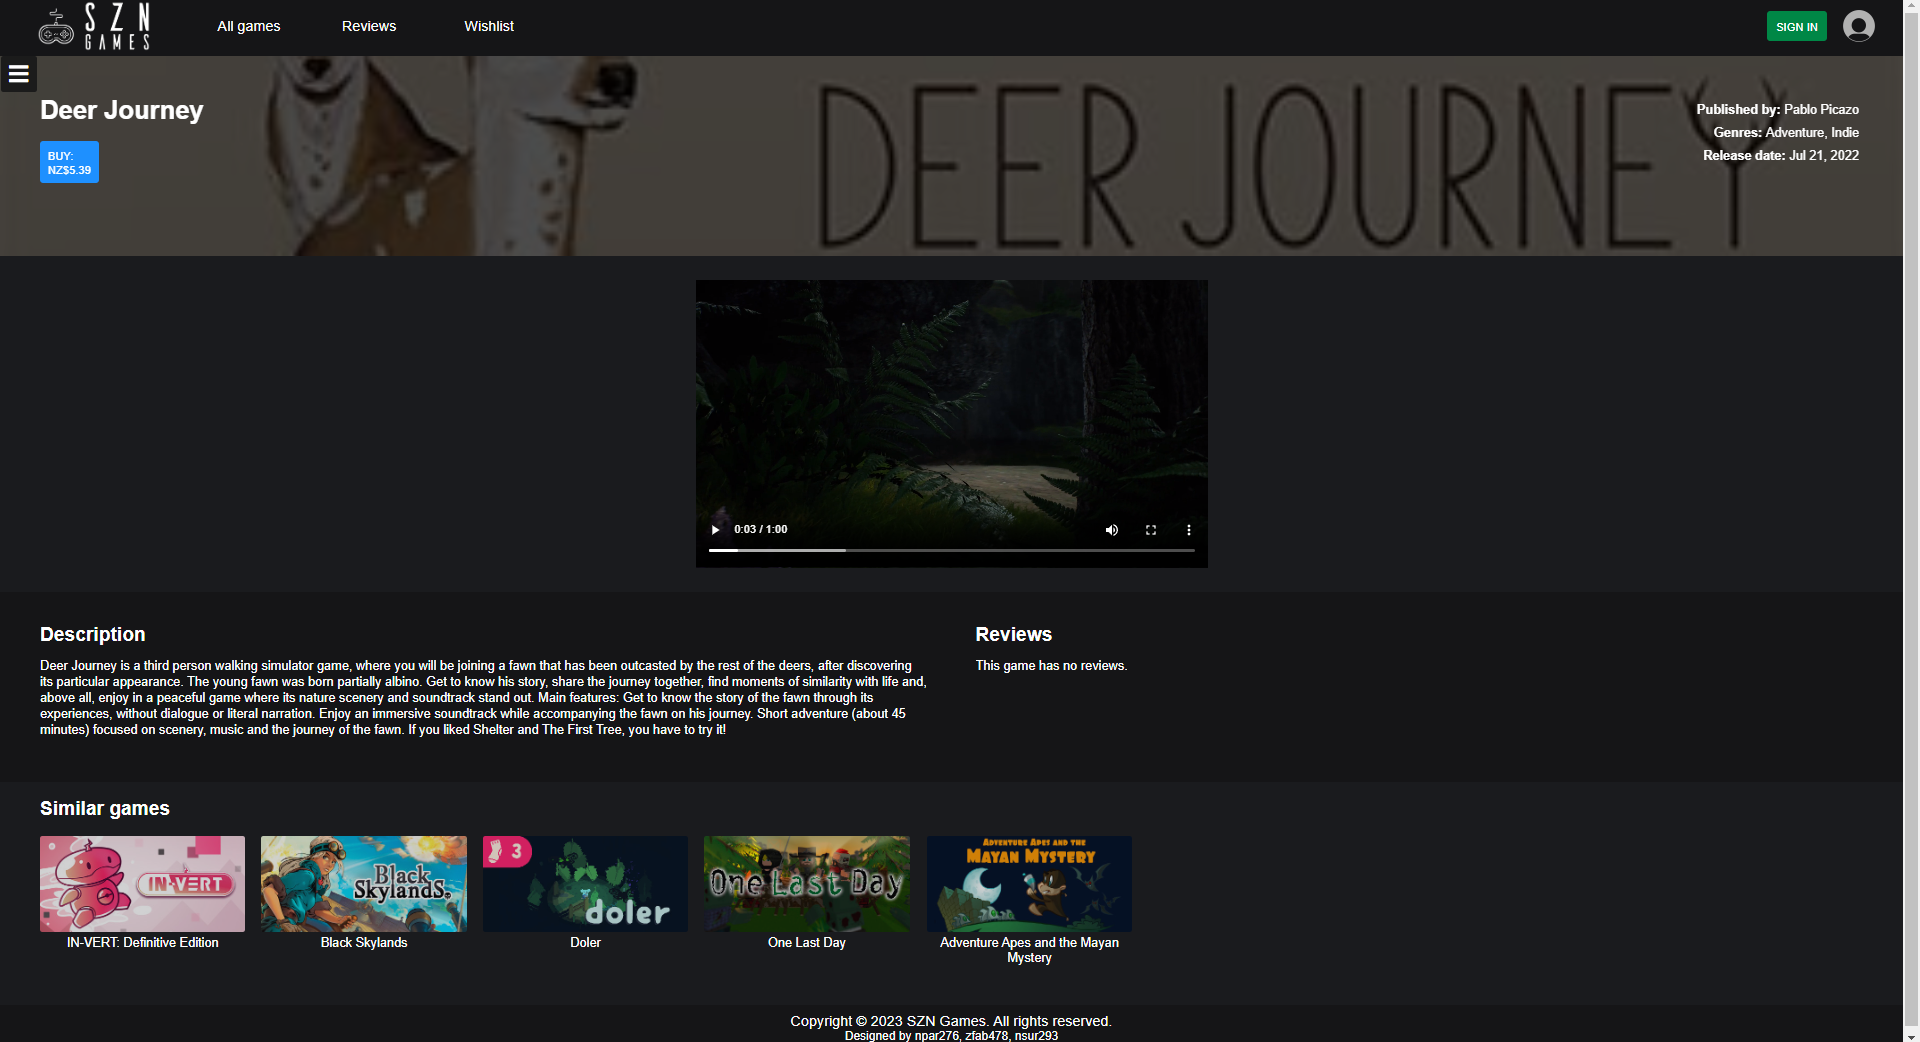 SZN
GAMES
All games
Reviews
Wishlist
SIGN IN
DEER JOURNEY
Deer Journey
BUY:
NZ$5.39
Published by: Pablo Picazo
Genres: Adventure, Indie
Release date: Jul 21, 2022
0:03 / 1:00
Description
Deer Journey is a third person walking simulator game, where you will be joining a fawn that has been outcasted by the rest of the deers, after discovering
its particular appearance. The young fawn was born partially albino. Get to know his story, share the journey together, find moments of similarity with life and,
above all, enjoy in a peaceful game where its nature scenery and soundtrack stand out. Main features: Get to know the story of the fawn through its
experiences, without dialogue or literal narration. Enjoy an immersive soundtrack while accompanying the fawn on his journey. Short adventure (about 45
minutes) focused on scenery, music and the journey of the fawn. If you liked Shelter and The First Tree, you have to try it!
Reviews
This game has no reviews.
Similar games
IN-VERT
Black
Skylands
3
doler
One Last Day
ADVENTURE APES AND THE
MAYAN MYSTERY
IN-VERT: Definitive Edition
Black Skylands
Doler
One Last Day
Adventure Apes and the Mayan
Mystery
Copyright © 2023 SZN Games. All rights reserved.
Designed by npar276, zfab478, nsur293